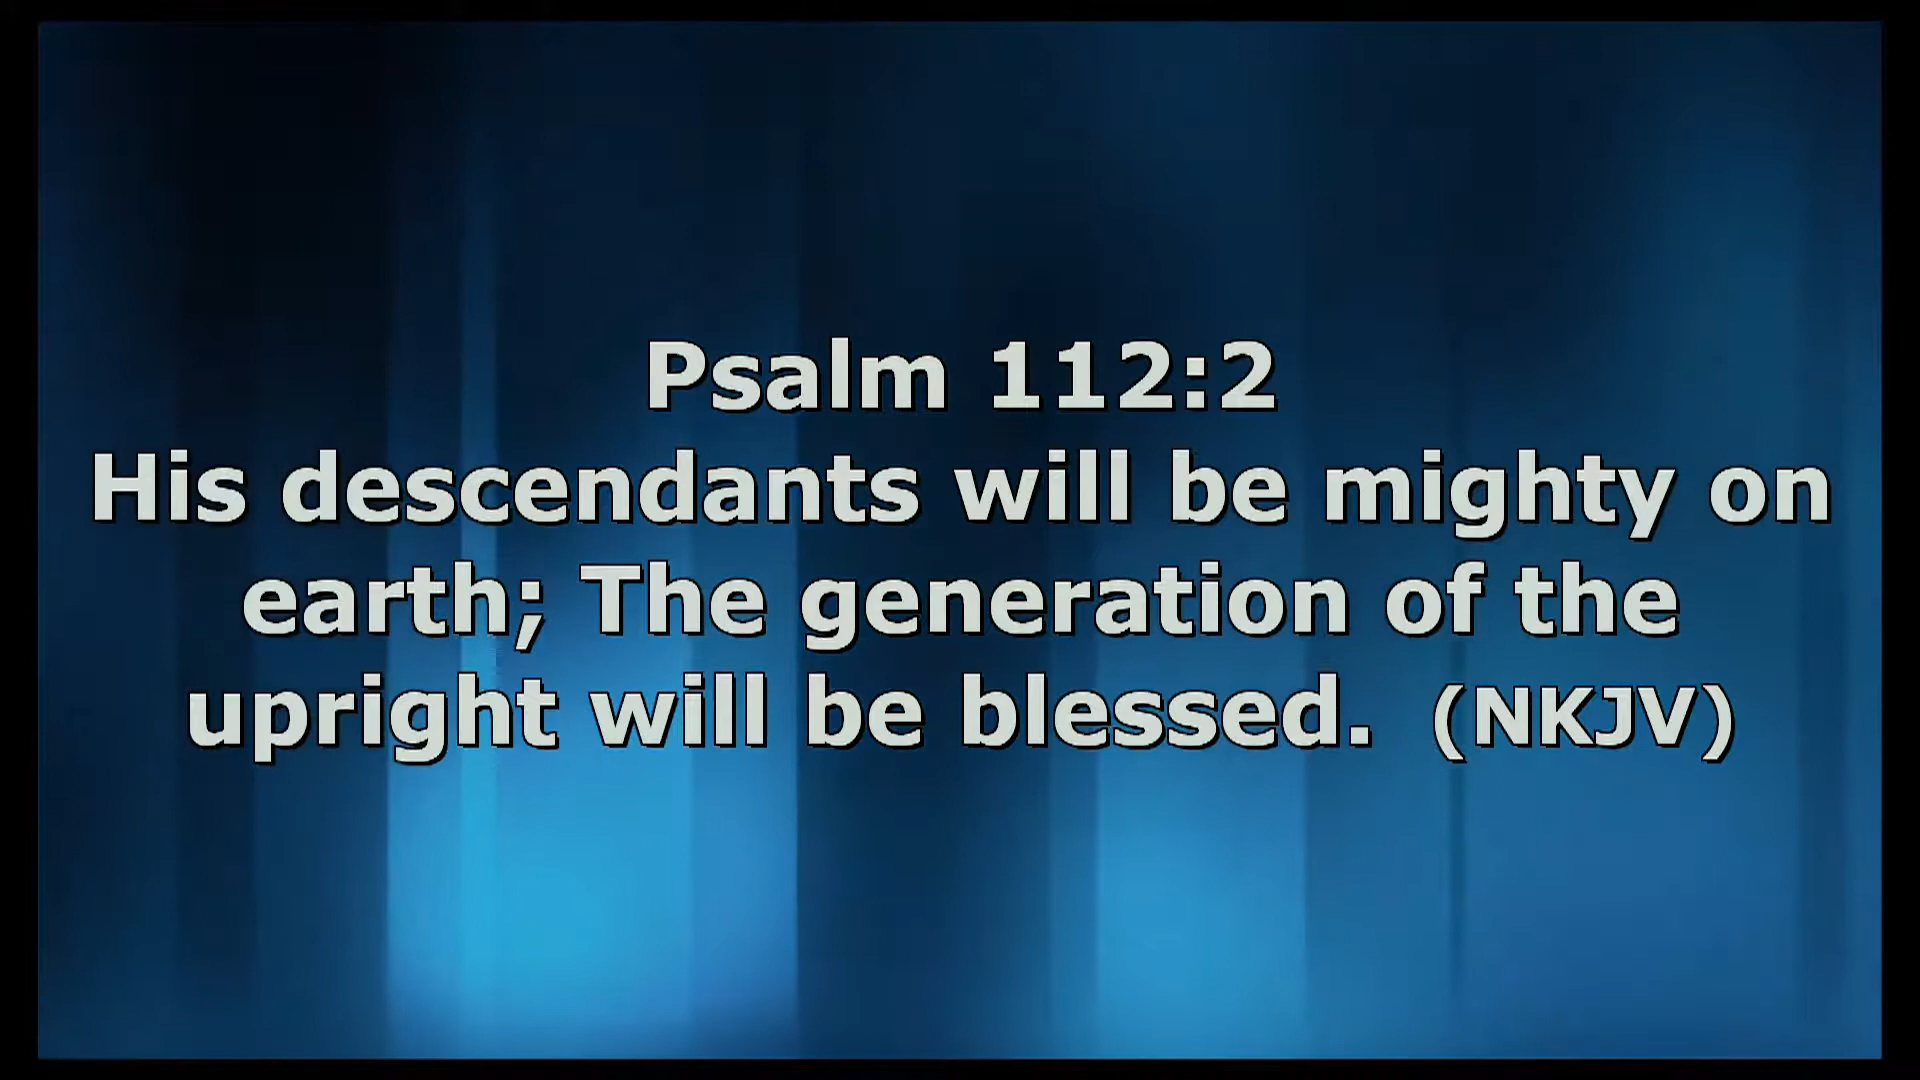 Psalm 112:2
His descendants will be mighty on
earth; The generation of the
upright will be blessed. (NKJV)